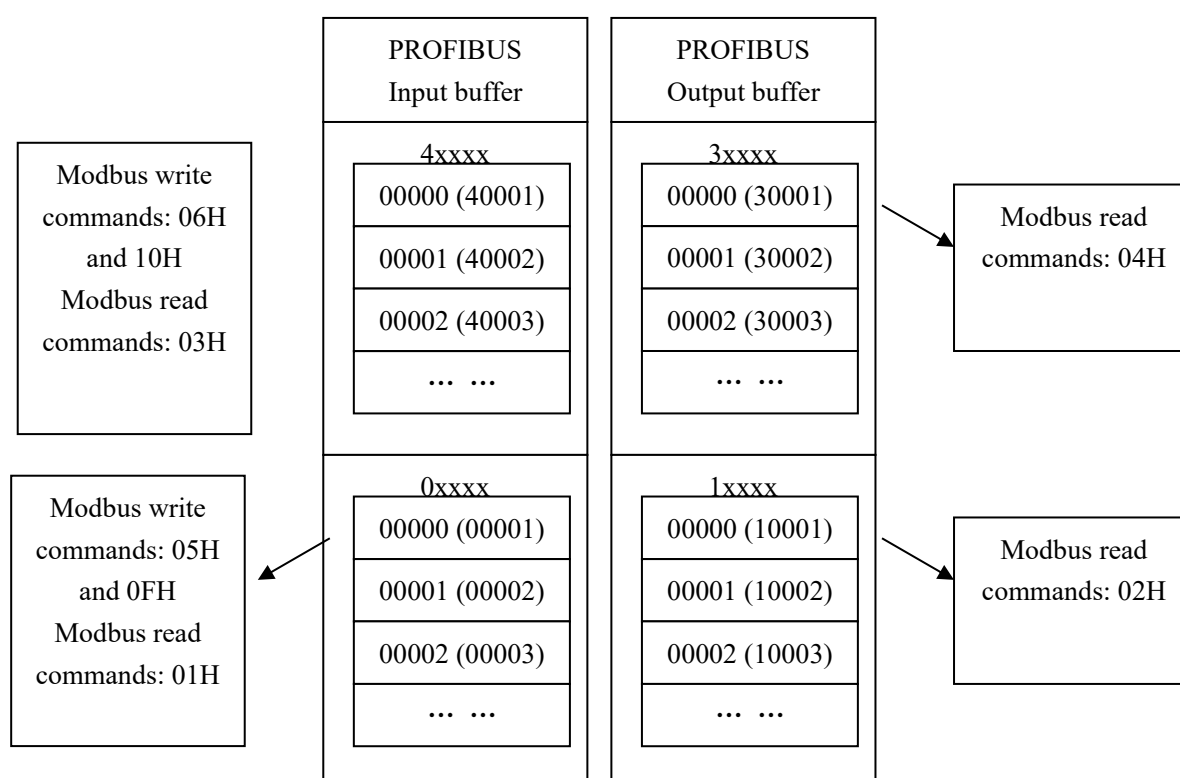 PROFIBUS
Input buffer
PROFIBUS
Output buffer
Modbus write
commands: 06H
and 10H
Modbus read
commands: 03H
4xxxx
00000 (40001)
00001 (40002)
00002 (40003)
... ...
3xxxx
00000 (30001)
00001 (30002)
00002 (30003)
... ...
Modbus read
commands: 04H
Modbus write
commands: 05H
and 0FH
Modbus read
commands: 01H
0xxxx
00000 (00001)
00001 (00002)
00002 (00003)
... ...
1xxxx
00000 (10001)
00001 (10002)
00002 (10003)
... ...
Modbus read
commands: 02H